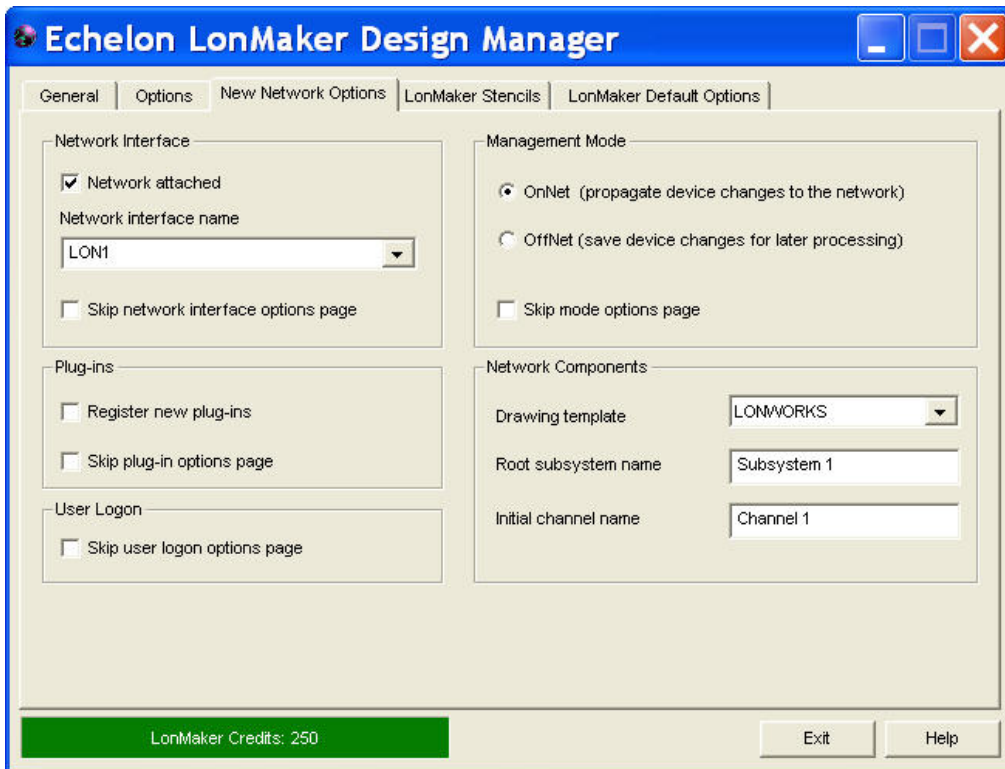 Echelon LonMaker Design Manager
General
Options
New Network Options
LonMaker Stencils
LonMaker Default Options
Network Interface
Network attached
Network interface name
LON1
Skip network interface options page
Management Mode
OnNet (propagate device changes to the network)
OffNet (save device changes for later processing)
Skip mode options page
Plug-ins
Register new plug-ins
Skip plug-in options page
User Logon
Skip user logon options page
Network Components
Drawing template
LONWORKS
Root subsystem name
Subsystem 1
Initial channel name
Channel 1
LonMaker Credits: 250
Exit
Help